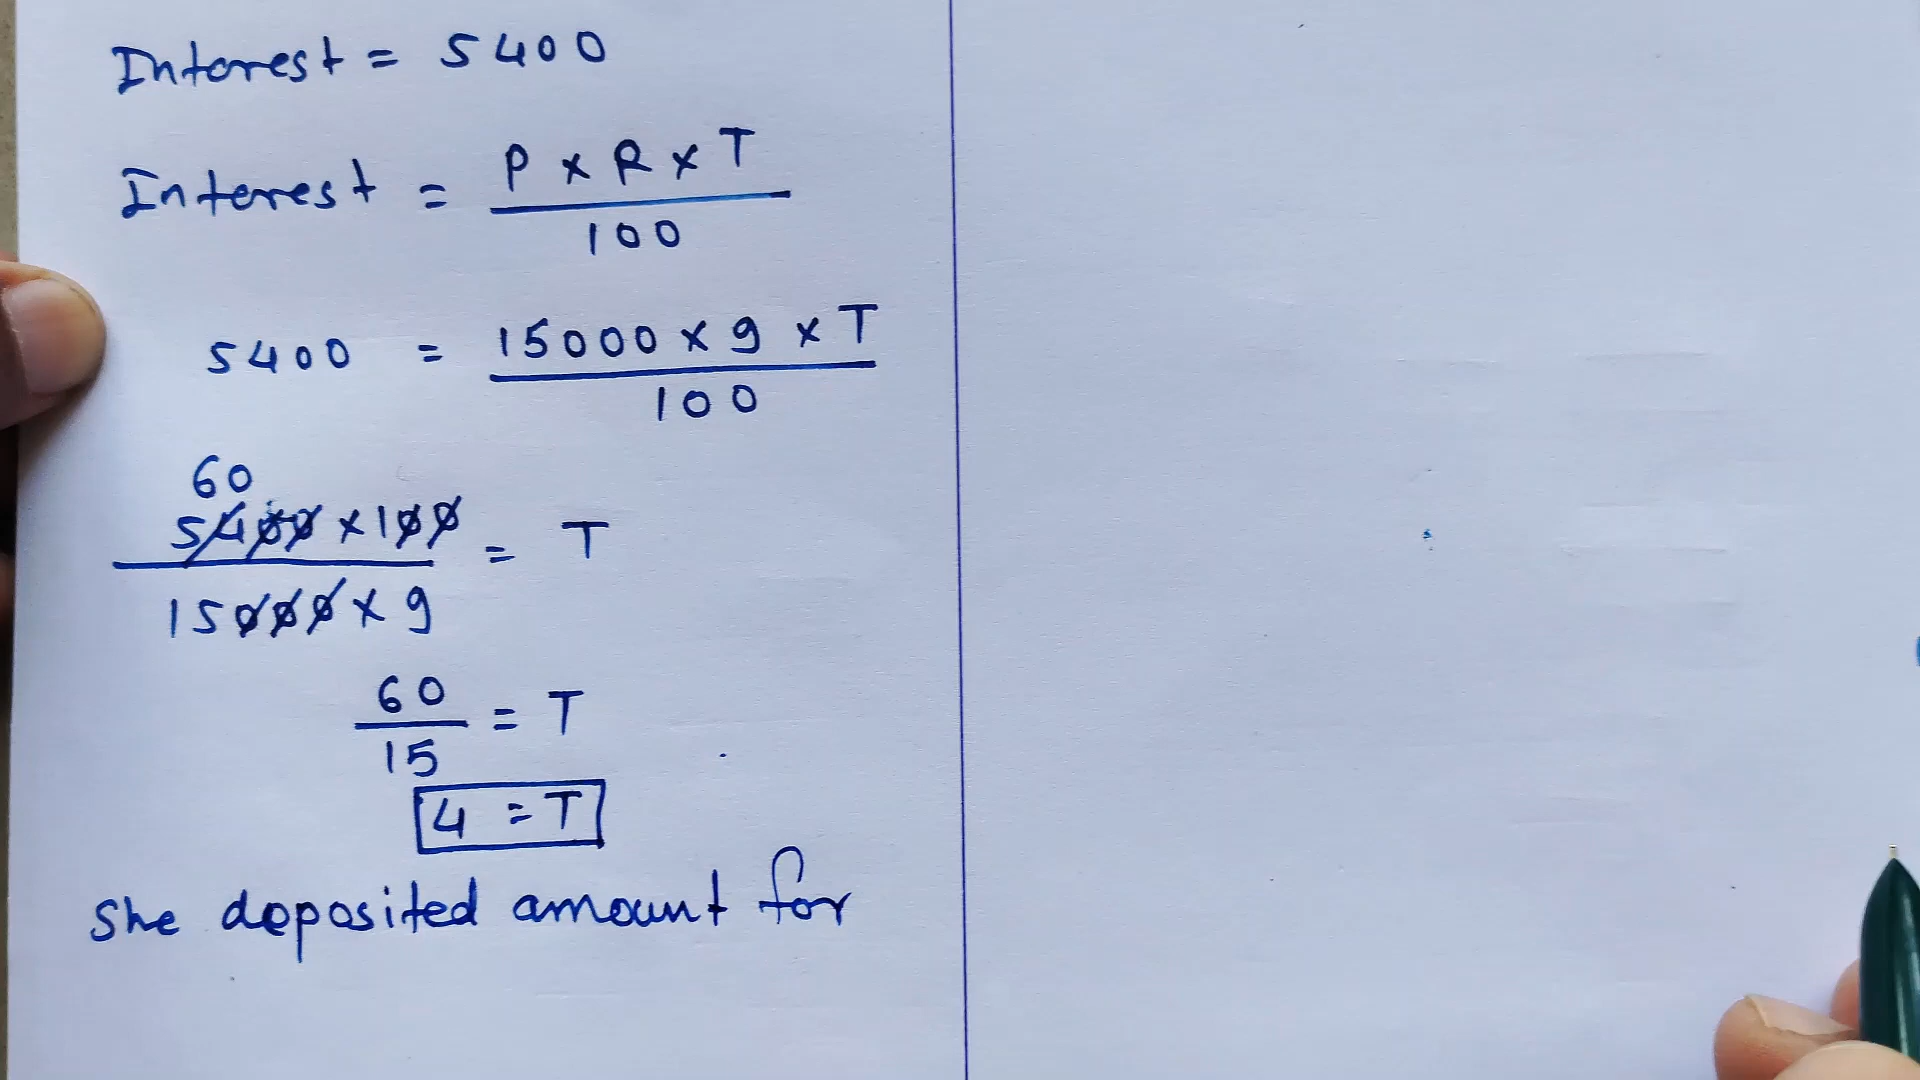 Interest = 5400
Interest = P x R x T
100
5400 = 15000 x 9 x T
100
60
5400 x 100 = T
15000 x 9
60 = T
15
4 = T
She deposited amount for